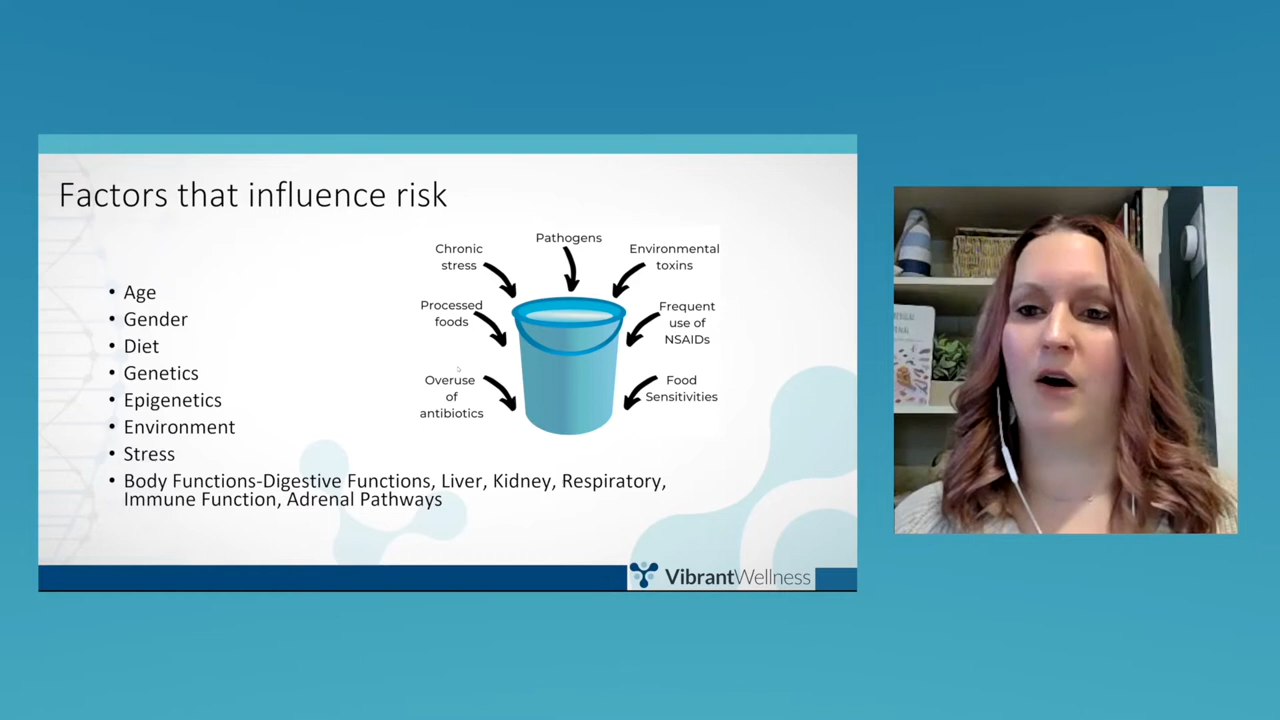 Factors that influence risk
• Age
• Gender
• Diet
• Genetics
• Epigenetics
• Environment
• Stress
• Body Functions-Digestive Functions, Liver, Kidney, Respiratory,
Immune Function, Adrenal Pathways
Pathogens
Chronic
stress
Environmental
toxins
Processed
foods
Frequent
use of
NSAIDs
Overuse
of
antibiotics
Food
Sensitivities
VibrantWellness